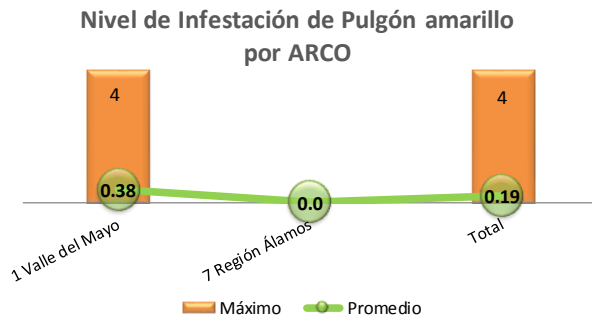 Nivel de Infestación de Pulgón amarillo
por ARCO
4
4
0.38
0.0
0.19
1 Valle del Mayo
7 Región Álamos
Total
Máximo
Promedio